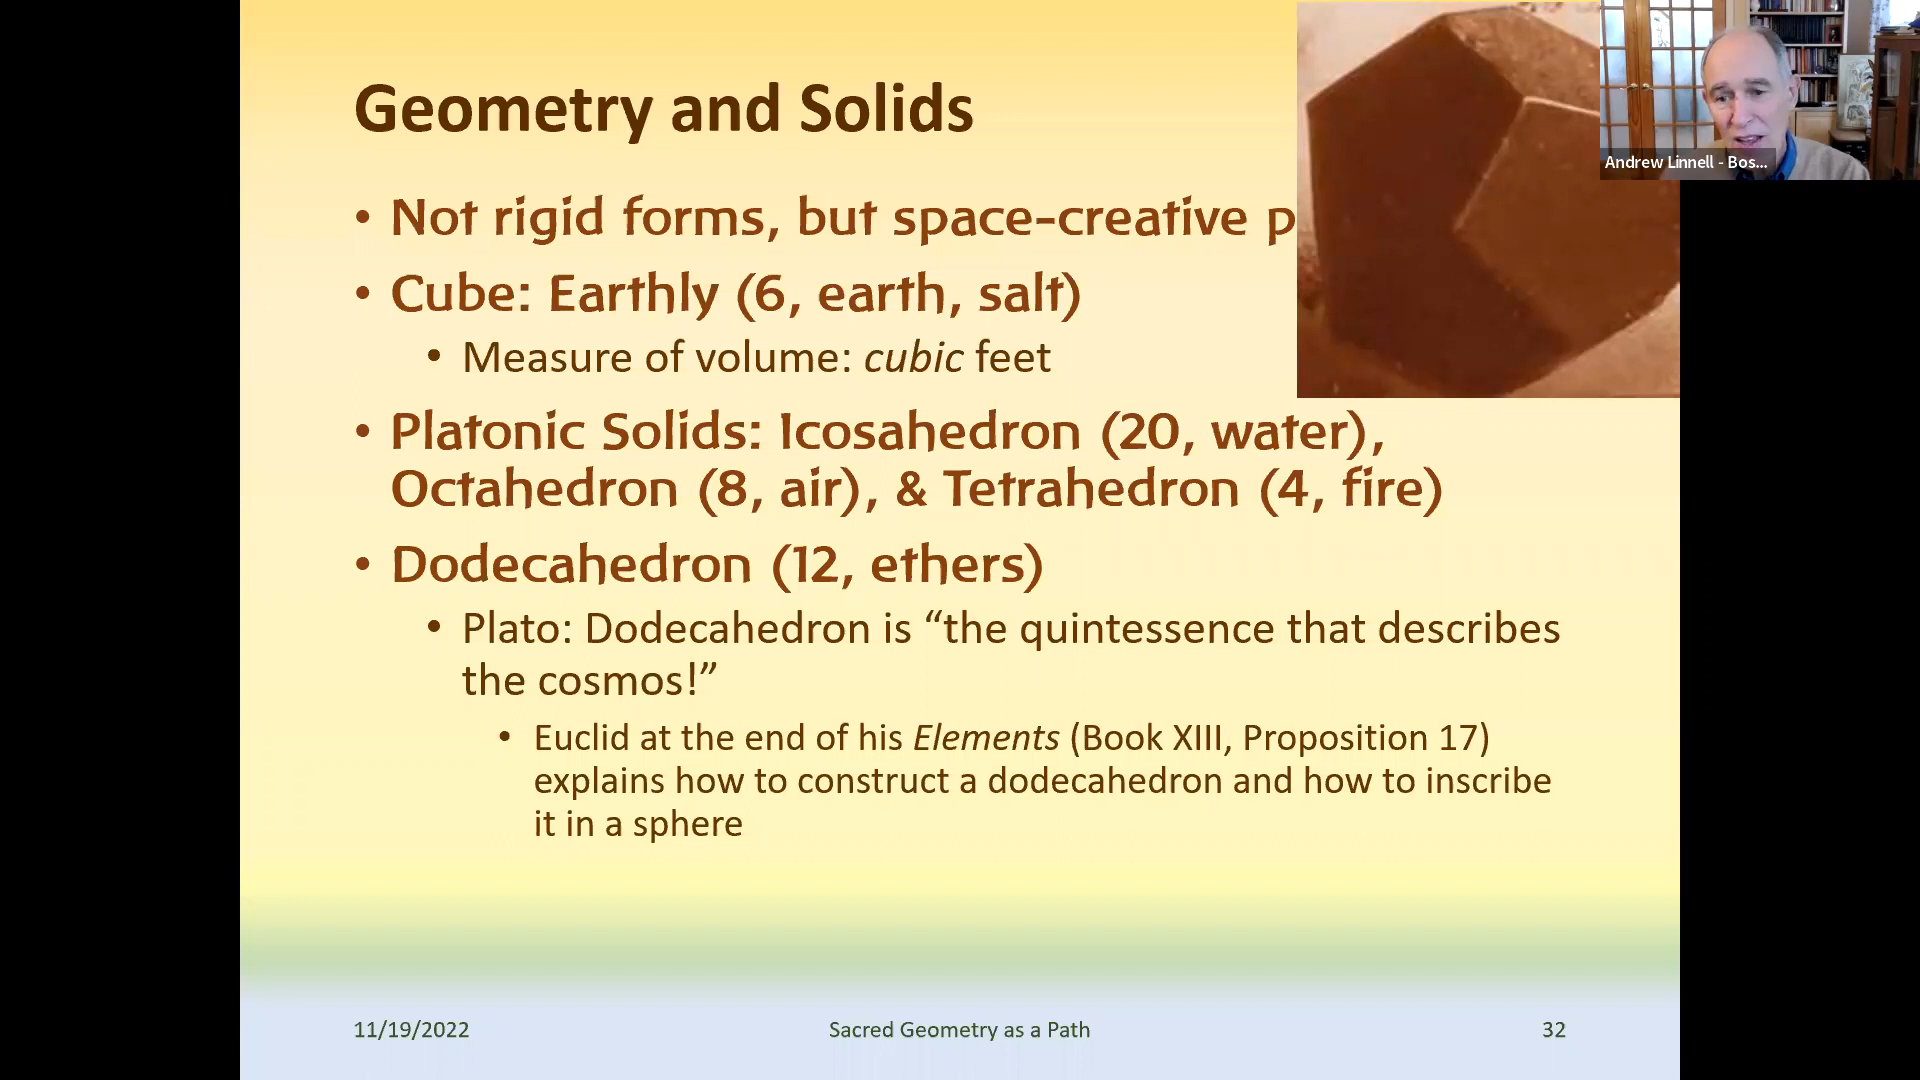 Geometry and Solids
• Not rigid forms, but space-creative p
• Cube: Earthly (6, earth, salt)
• Measure of volume: cubic feet
• Platonic Solids: Icosahedron (20, water),
Octahedron (8, air), & Tetrahedron (4, fire)
• Dodecahedron (12, ethers)
• Plato: Dodecahedron is “the quintessence that describes
the cosmos!”
• Euclid at the end of his Elements (Book XIII, Proposition 17)
explains how to construct a dodecahedron and how to inscribe
it in a sphere
11/19/2022
Sacred Geometry as a Path
32
Andrew Linnell - Bos...